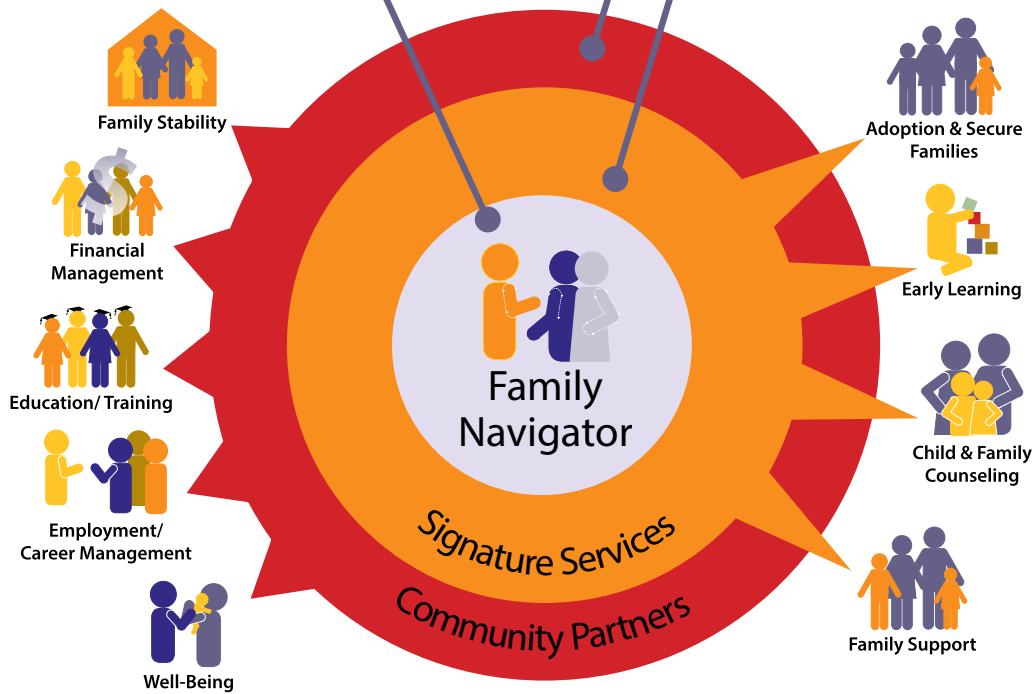 Family Stability
Financial
Management
Education/ Training
Employment/
Career Management
Well-Being
Family
Navigator
Signature Services
Community Partners
Adoption & Secure
Families
Early Learning
Child & Family
Counseling
Family Support